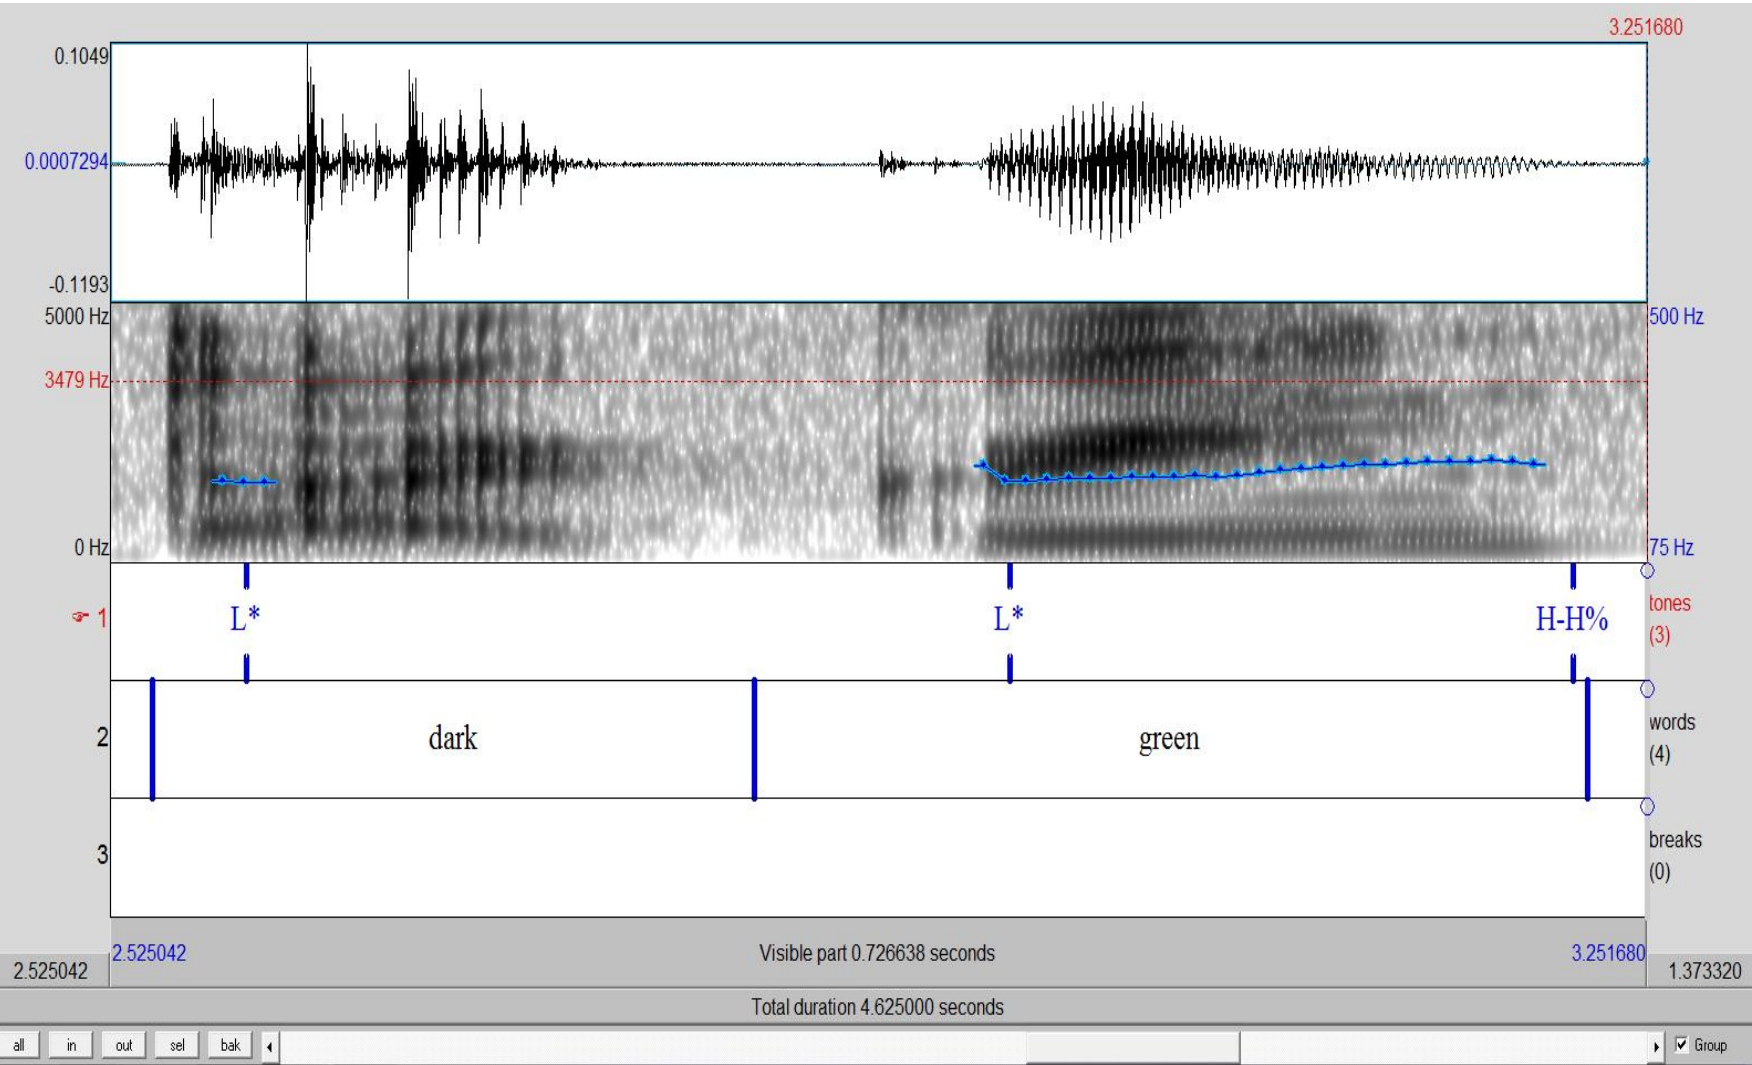 3.251680
0.1049
0.0007294
-0.1193
5000 Hz
500 Hz
3479 Hz
0 Hz
75 Hz
1
L*
L*
H-H%
tones
(3)
2
dark
green
words
(4)
3
breaks
(0)
2.525042
Visible part 0.726638 seconds
3.251680
2.525042
1.373320
Total duration 4.625000 seconds
all in out sel bak
Group